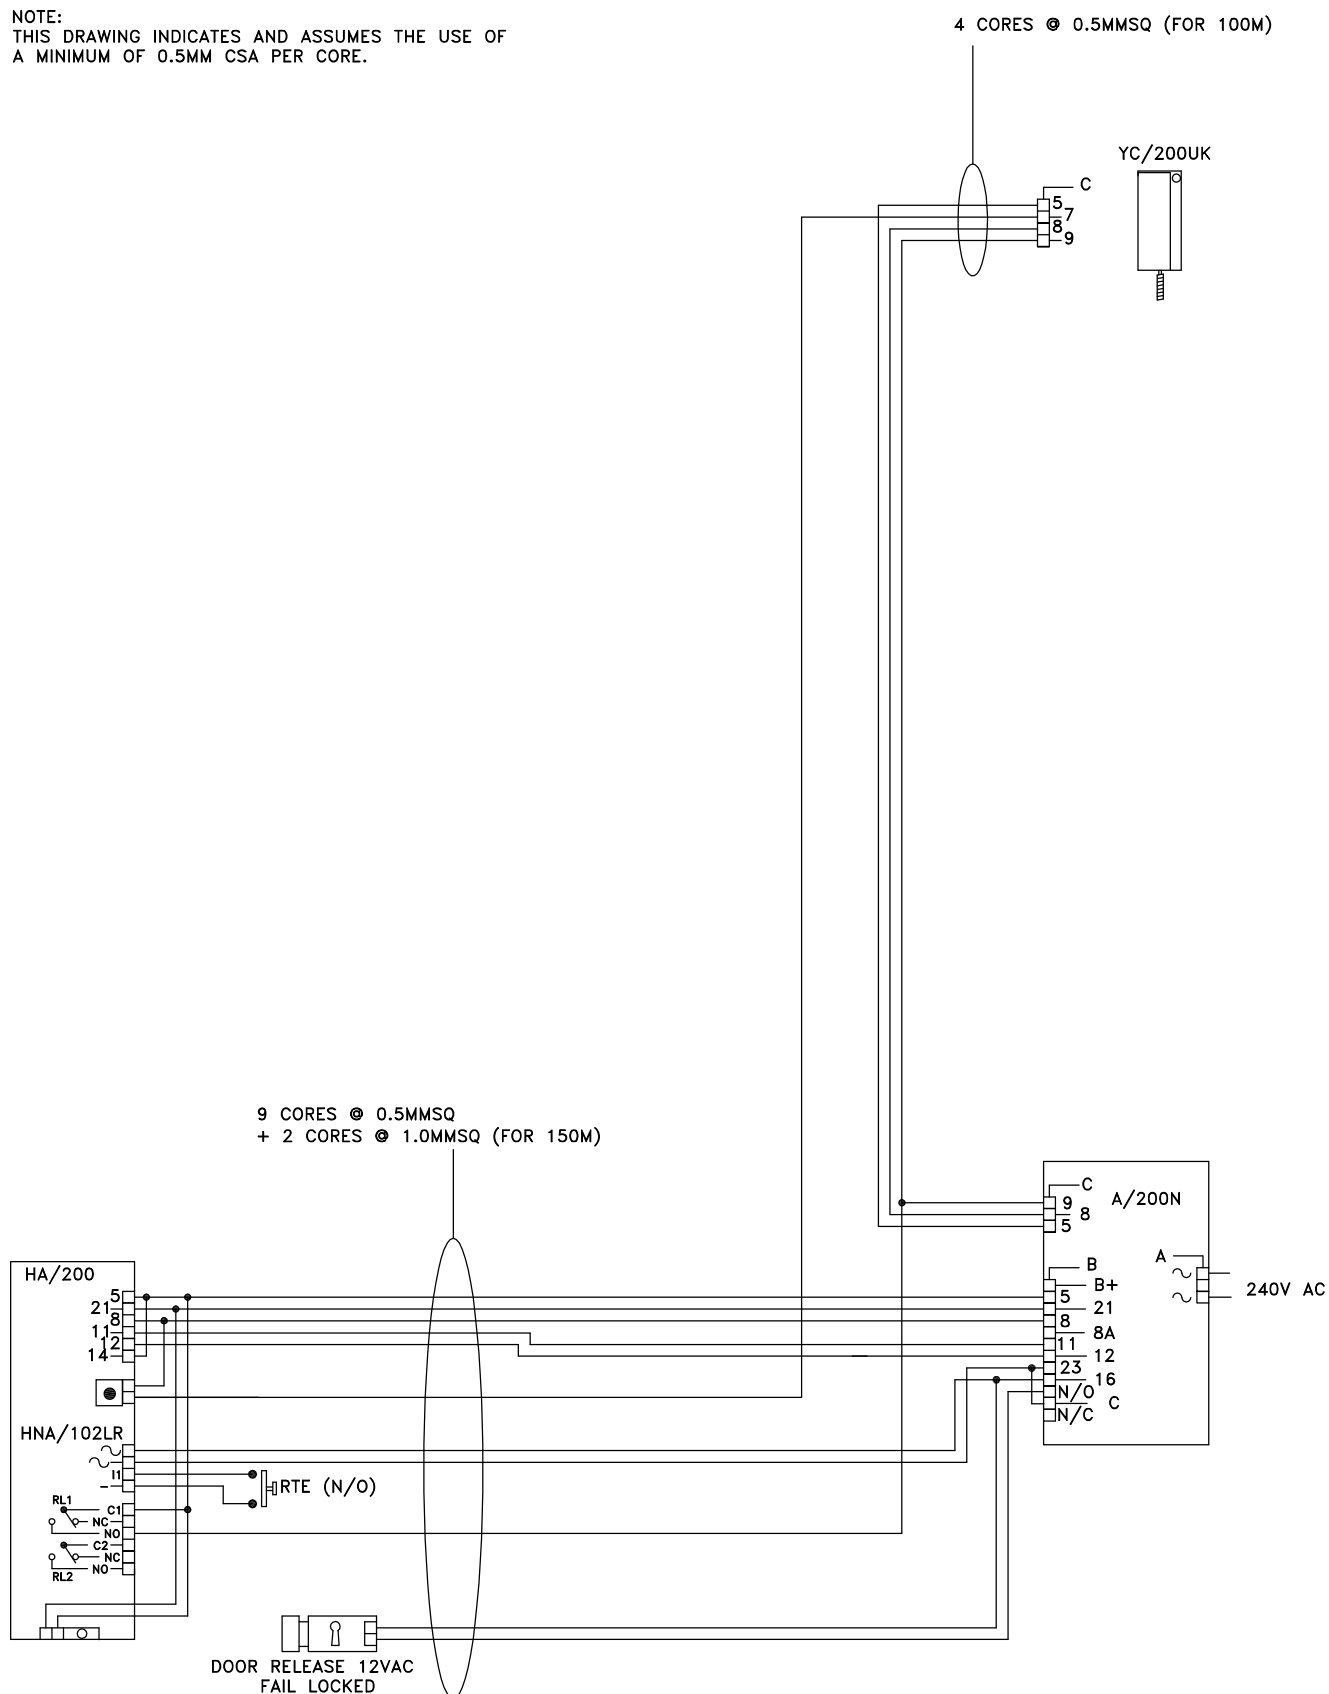 NOTE:
THIS DRAWING INDICATES AND ASSUMES THE USE OF
A MINIMUM OF 0.5MM CSA PER CORE.
4 CORES @ 0.5MMSQ (FOR 100M)
YC/200UK
C
5
7
8
9
9 CORES @ 0.5MMSQ
+ 2 CORES @ 1.0MMSQ (FOR 150M)
C
A/200N
9
8
5
A
B
B+
240V AC
5
21
8
8A
11
12
23
16
N/O
C
N/C
HA/200
5
21
8
11
12
14
HNA/102LR
I1
–
RTE (N/O)
RL1
C1
NC
NO
C2
NC
NO
RL2
DOOR RELEASE 12VAC
FAIL LOCKED